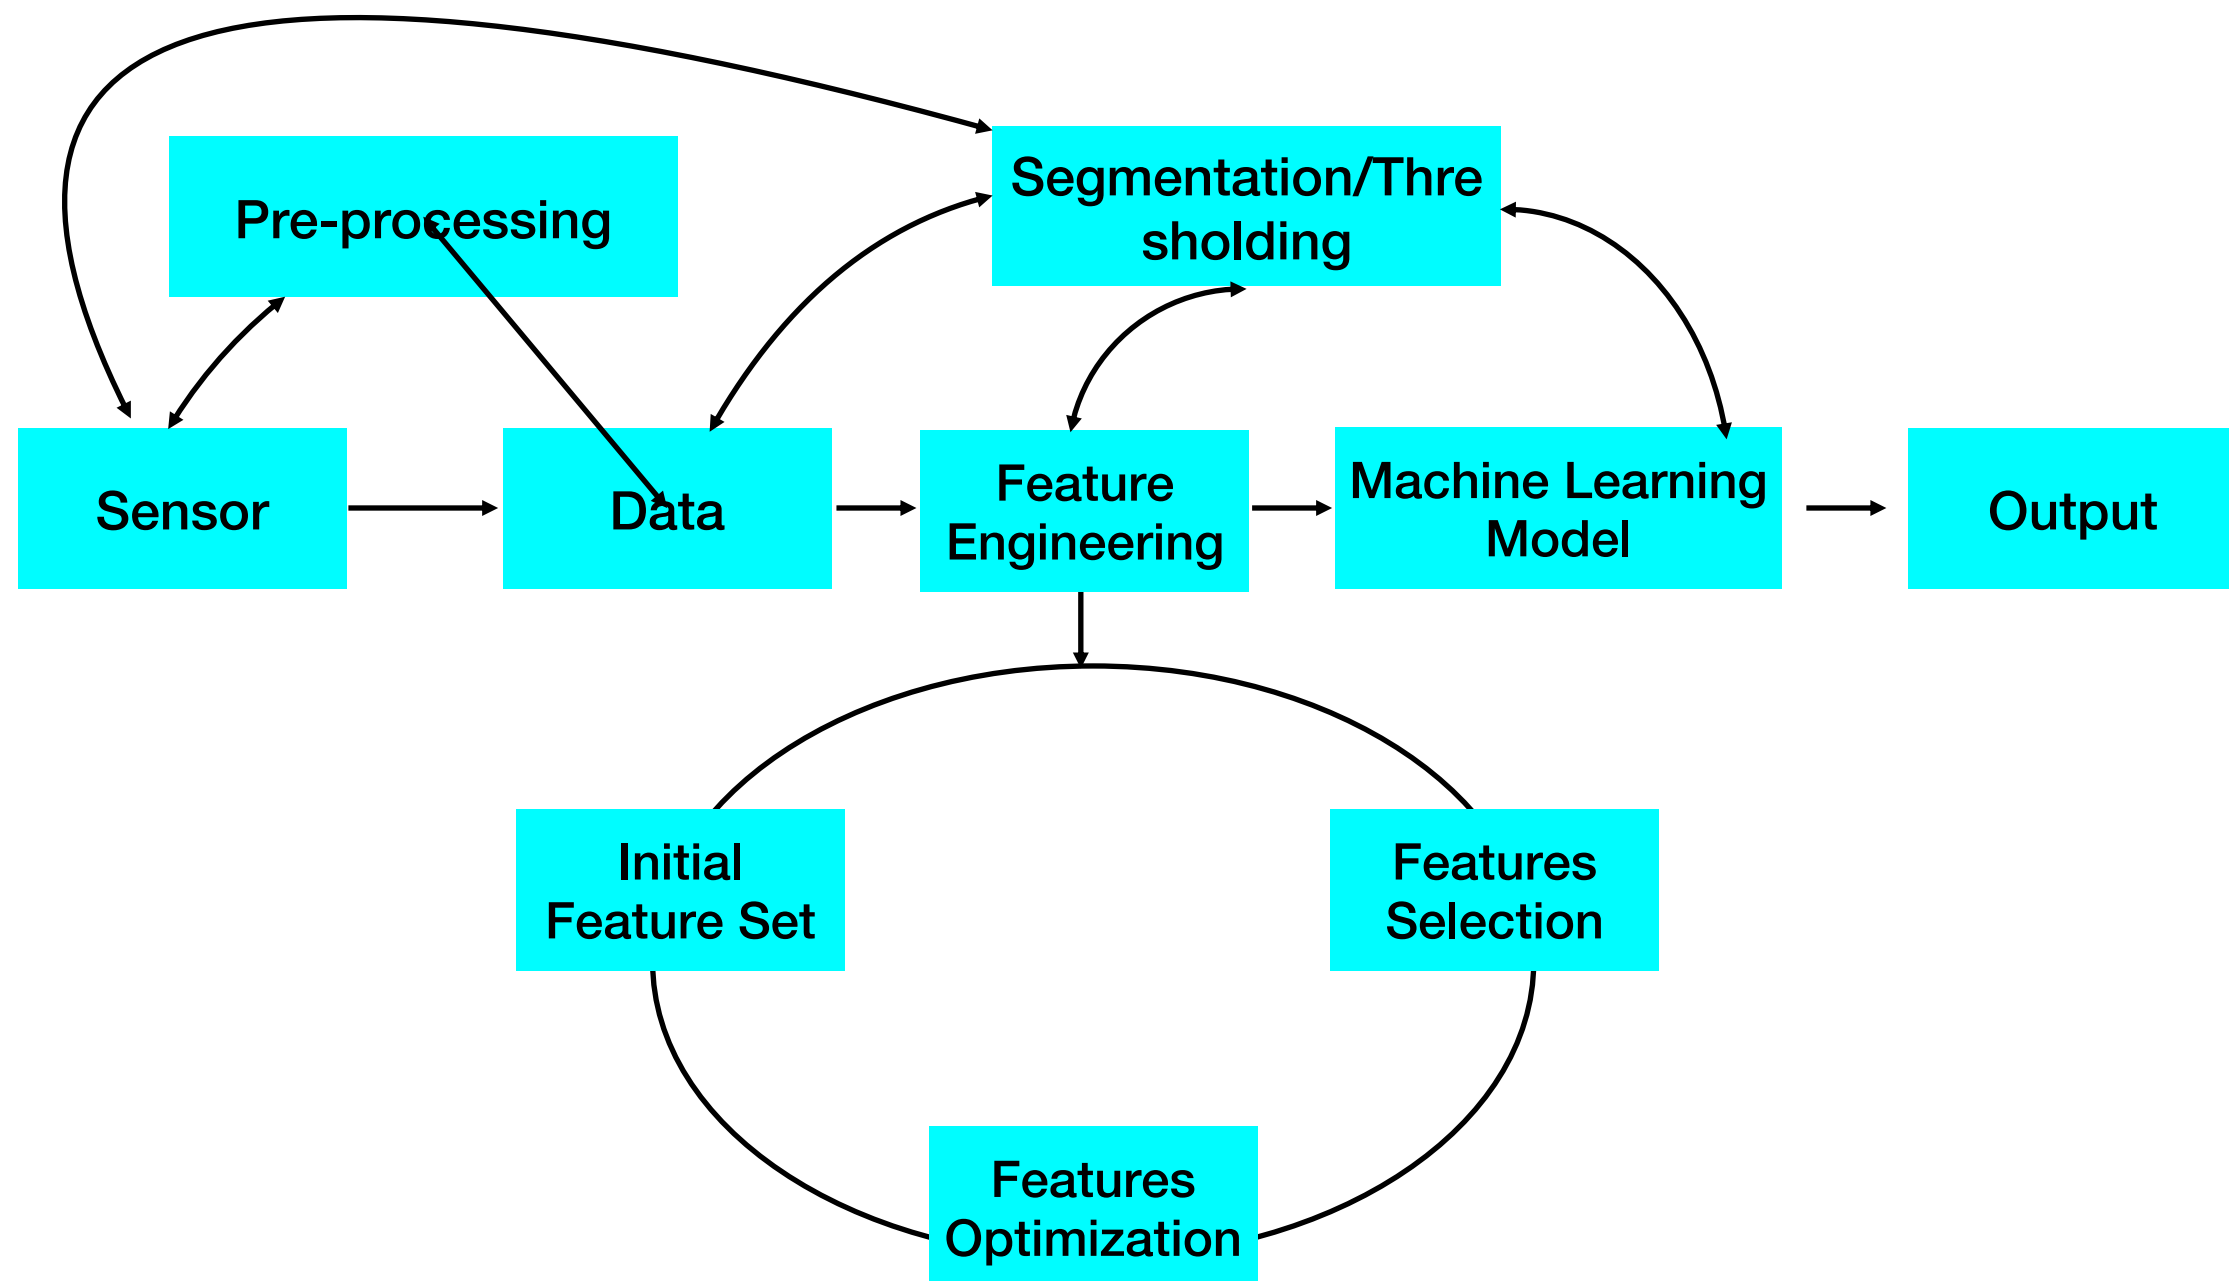 Pre-processing
Segmentation/Thre
sholding
Sensor
Data
Feature
Engineering
Machine Learning
Model
Output
Initial
Feature Set
Features
Selection
Features
Optimization